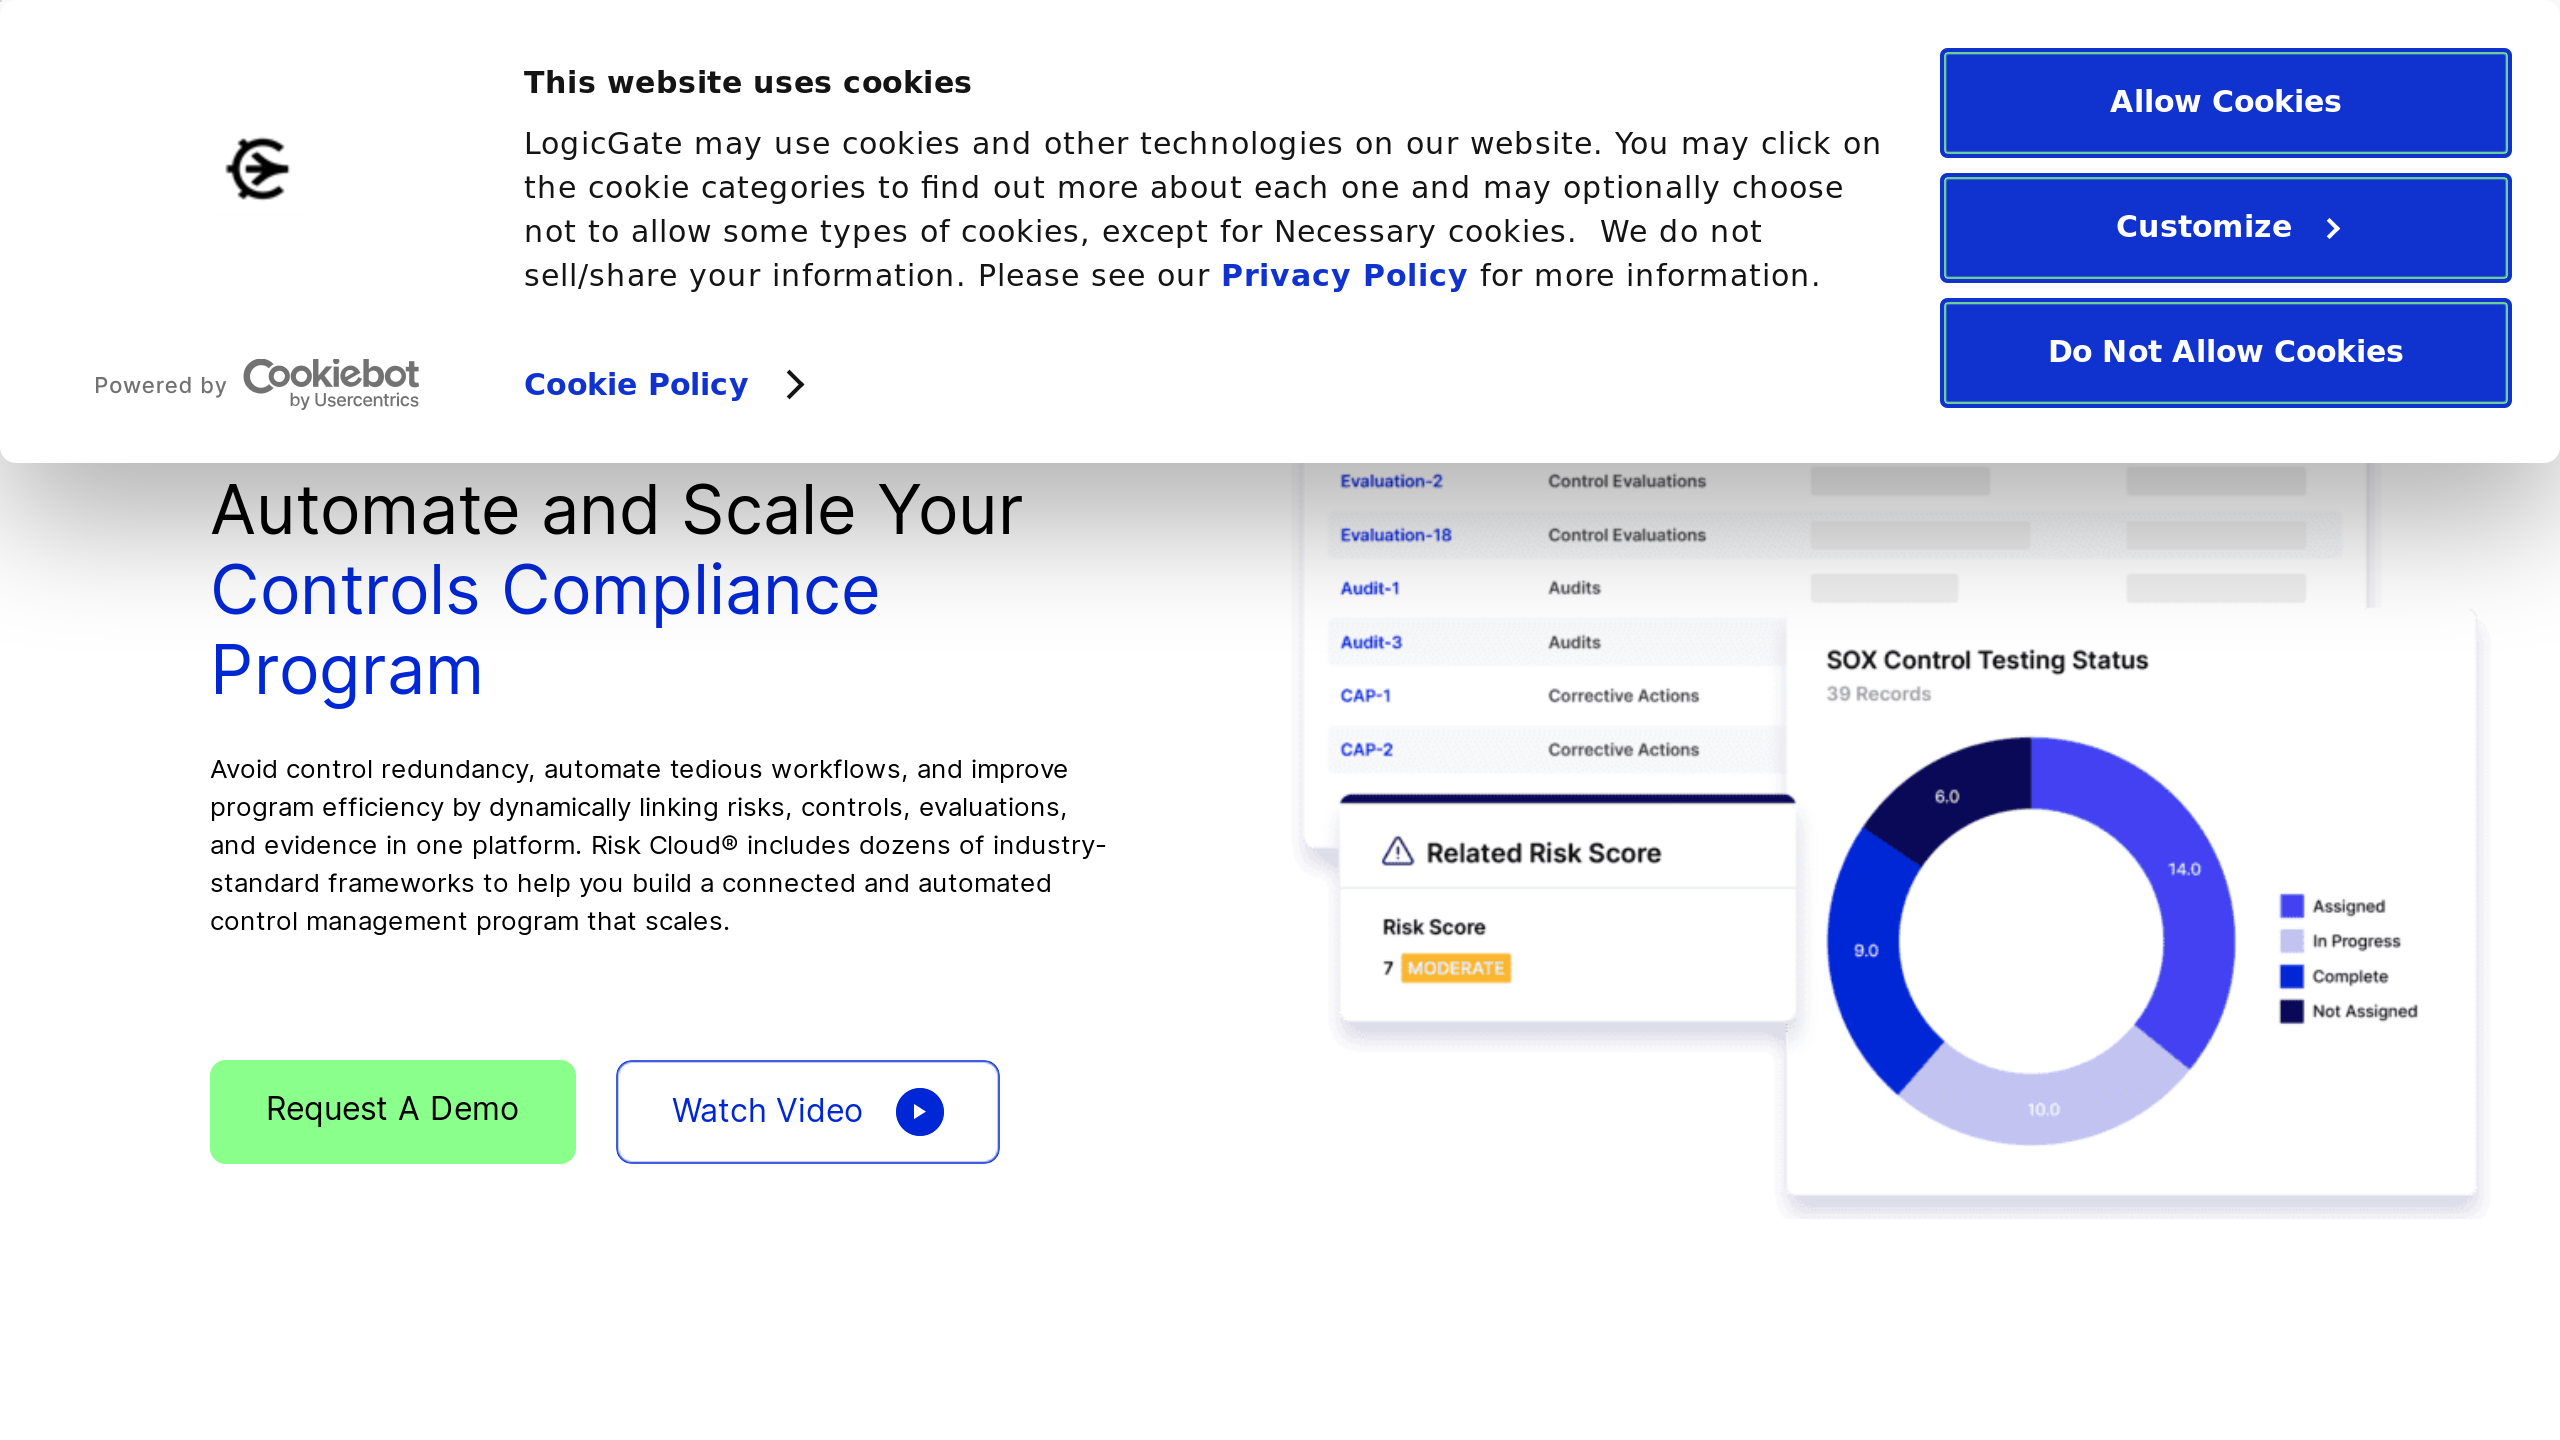 This website uses cookies
LogicGate may use cookies and other technologies on our website. You may click on
the cookie categories to find out more about each one and may optionally choose
not to allow some types of cookies, except for Necessary cookies.  We do not
sell/share your information. Please see our Privacy Policy for more information.
Powered by Cookiebot
by Usercentrics
Cookie Policy
Allow Cookies
Customize
Do Not Allow Cookies
Automate and Scale Your
Controls Compliance
Program
Avoid control redundancy, automate tedious workflows, and improve
program efficiency by dynamically linking risks, controls, evaluations,
and evidence in one platform. Risk Cloud® includes dozens of industry-
standard frameworks to help you build a connected and automated
control management program that scales.
Request A Demo
Watch Video
Evaluation-2 Control Evaluations
Evaluation-18 Control Evaluations
Audit-1 Audits
Audit-3 Audits
CAP-1 Corrective Actions
CAP-2 Corrective Actions
Related Risk Score
Risk Score
7 MODERATE
SOX Control Testing Status
39 Records
6.0
14.0
9.0
10.0
Assigned
In Progress
Complete
Not Assigned